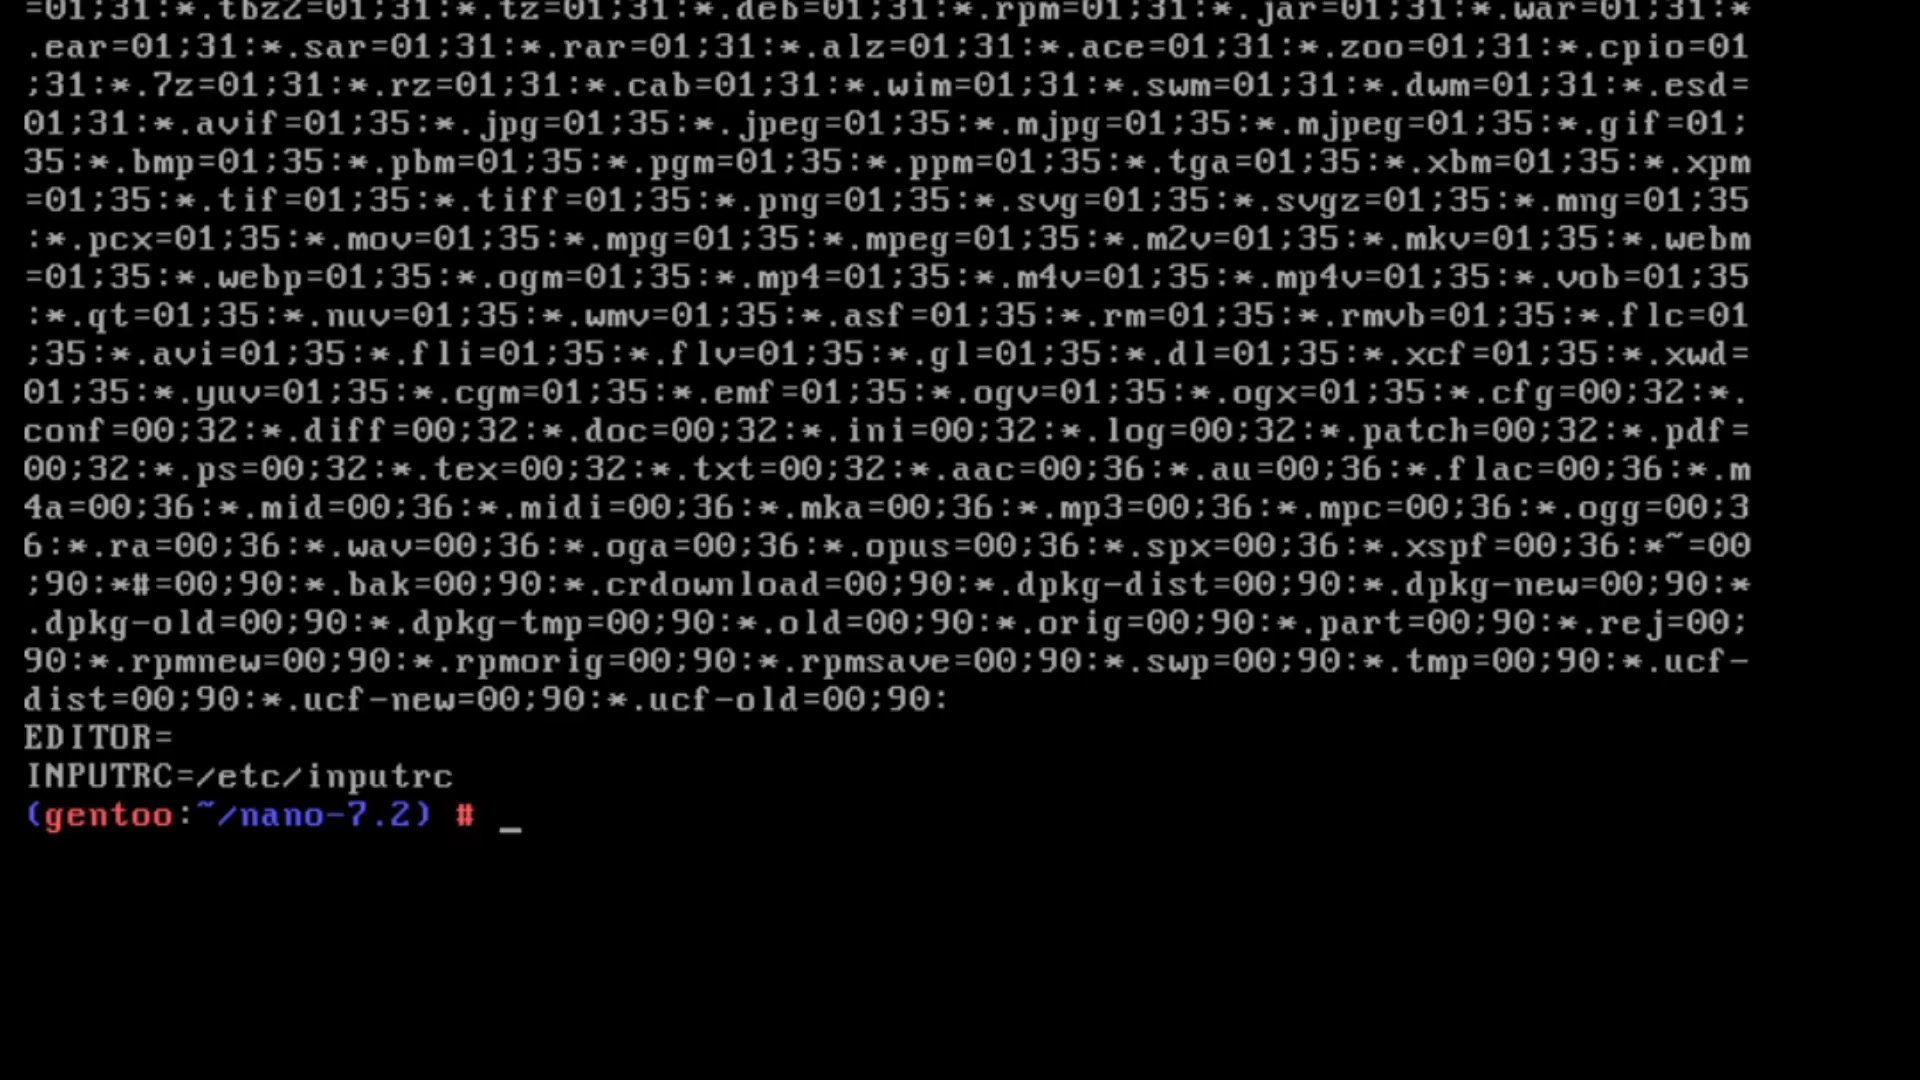 =01;31:*.tbz2=01;31:*.tz=01;31:*.deb=01;31:*.rpm=01;31:*.jar=01;31:*.war=01;31:*
.ear=01;31:*.sar=01;31:*.rar=01;31:*.alz=01;31:*.ace=01;31:*.zoo=01;31:*.cpio=01
;31:*.7z=01;31:*.rz=01;31:*.cab=01;31:*.wim=01;31:*.swm=01;31:*.dwm=01;31:*.esd=
01;31:*.avif=01;35:*.jpg=01;35:*.jpeg=01;35:*.mjpg=01;35:*.mjpeg=01;35:*.gif=01;
35:*.bmp=01;35:*.pbm=01;35:*.pgm=01;35:*.ppm=01;35:*.tga=01;35:*.xbm=01;35:*.xpm
=01;35:*.tif=01;35:*.tiff=01;35:*.png=01;35:*.svg=01;35:*.svgz=01;35:*.mng=01;35
:*.pcx=01;35:*.mov=01;35:*.mpg=01;35:*.mpeg=01;35:*.m2v=01;35:*.mkv=01;35:*.webm
=01;35:*.webp=01;35:*.ogm=01;35:*.mp4=01;35:*.m4v=01;35:*.mp4v=01;35:*.vob=01;35
:*.qt=01;35:*.nuv=01;35:*.wmv=01;35:*.asf=01;35:*.rm=01;35:*.rmvb=01;35:*.flc=01
;35:*.avi=01;35:*.fli=01;35:*.flv=01;35:*.gl=01;35:*.dl=01;35:*.xcf=01;35:*.xwd=
01;35:*.yuv=01;35:*.cgm=01;35:*.emf=01;35:*.ogv=01;35:*.ogx=01;35:*.cfg=00;32:*.
conf=00;32:*.diff=00;32:*.doc=00;32:*.ini=00;32:*.log=00;32:*.patch=00;32:*.pdf=
00;32:*.ps=00;32:*.tex=00;32:*.txt=00;32:*.aac=00;36:*.au=00;36:*.flac=00;36:*.m
4a=00;36:*.mid=00;36:*.midi=00;36:*.mka=00;36:*.mp3=00;36:*.mpc=00;36:*.ogg=00;3
6:*.ra=00;36:*.wav=00;36:*.oga=00;36:*.opus=00;36:*.spx=00;36:*.xspf=00;36:*~=00
;90:*#=00;90:*.bak=00;90:*.crdownload=00;90:*.dpkg-dist=00;90:*.dpkg-new=00;90:*
.dpkg-old=00;90:*.dpkg-tmp=00;90:*.old=00;90:*.orig=00;90:*.part=00;90:*.rej=00;
90:*.rpmnew=00;90:*.rpmorig=00;90:*.rpmsave=00;90:*.swp=00;90:*.tmp=00;90:*.ucf-
dist=00;90:*.ucf-new=00;90:*.ucf-old=00;90:
EDITOR=
INPUTRC=/etc/inputrc
(gentoo:~/nano-7.2) # _